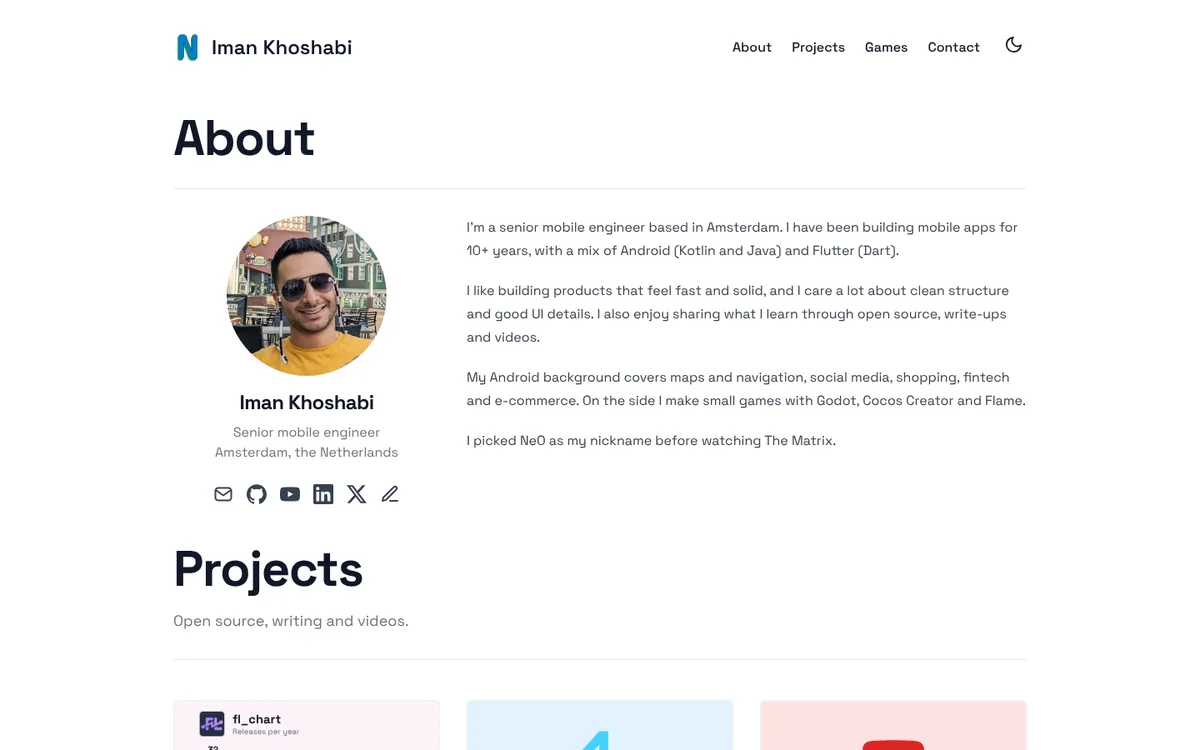 Iman Khoshabi
About
Projects
Games
Contact
About
I'm a senior mobile engineer based in Amsterdam. I have been building mobile apps for
10+ years, with a mix of Android (Kotlin and Java) and Flutter (Dart).
I like building products that feel fast and solid, and I care a lot about clean structure
and good UI details. I also enjoy sharing what I learn through open source, write-ups
and videos.
My Android background covers maps and navigation, social media, shopping, fintech
and e-commerce. On the side I make small games with Godot, Cocos Creator and Flame.
I picked NeO as my nickname before watching The Matrix.
Iman Khoshabi
Senior mobile engineer
Amsterdam, the Netherlands
Projects
Open source, writing and videos.
fl_chart
Releases per year